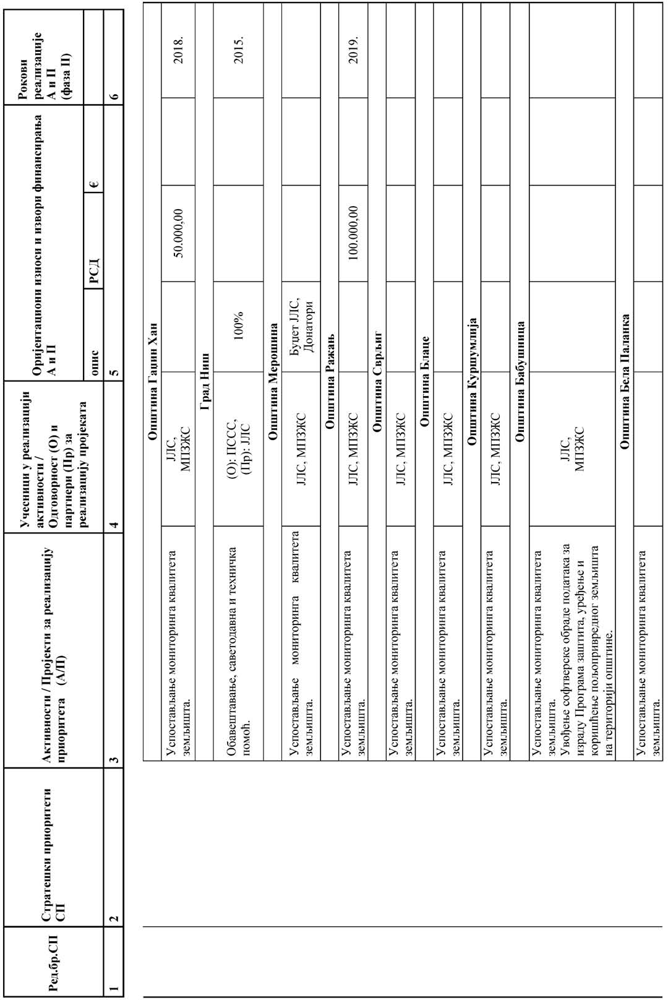 Ред.бр.СП
Стратешки приоритети
СП
Активности / Пројекти за реализацију
приоритета (А/П)
Учесници у реализацији
активности /
Одговорност (О) и
партнери (Пр) за
реализацију пројеката
Оријентациони износи и извори финансирања
А и П
Рокови
реализације
А и П
(фаза II)
опис
РСД
€
1
2
3
4
5
6
Општина Гаџин Хан
Успостављање мониторинга квалитета
земљишта.
ЈЛС,
МПЗЖС
50.000,00
2018.
Град Ниш
Обавештавање, саветодавна и техничка
помоћ.
(О): ПССС,
(Пр): ЈЛС
100%
2015.
Општина Мерошина
Успостављање мониторинга квалитета
земљишта.
ЈЛС, МПЗЖС
Буџет ЈЛС,
Донатори
Општина Ражањ
Успостављање мониторинга квалитета
земљишта.
ЈЛС, МПЗЖС
100.000,00
2019.
Општина Сврљиг
Успостављање мониторинга квалитета
земљишта.
ЈЛС, МПЗЖС
Општина Блаце
Успостављање мониторинга квалитета
земљишта.
ЈЛС, МПЗЖС
Општина Куршумлија
Успостављање мониторинга квалитета
земљишта.
ЈЛС, МПЗЖС
Општина Бабушница
Успостављање мониторинга квалитета
земљишта.
Увођење софтверске обраде података за
израду Програма заштита, уређење и
коришћење пољопривредног земљишта
на територији општине.
ЈЛС,
МПЗЖС
Општина Бела Паланка
Успостављање мониторинга квалитета
земљишта.